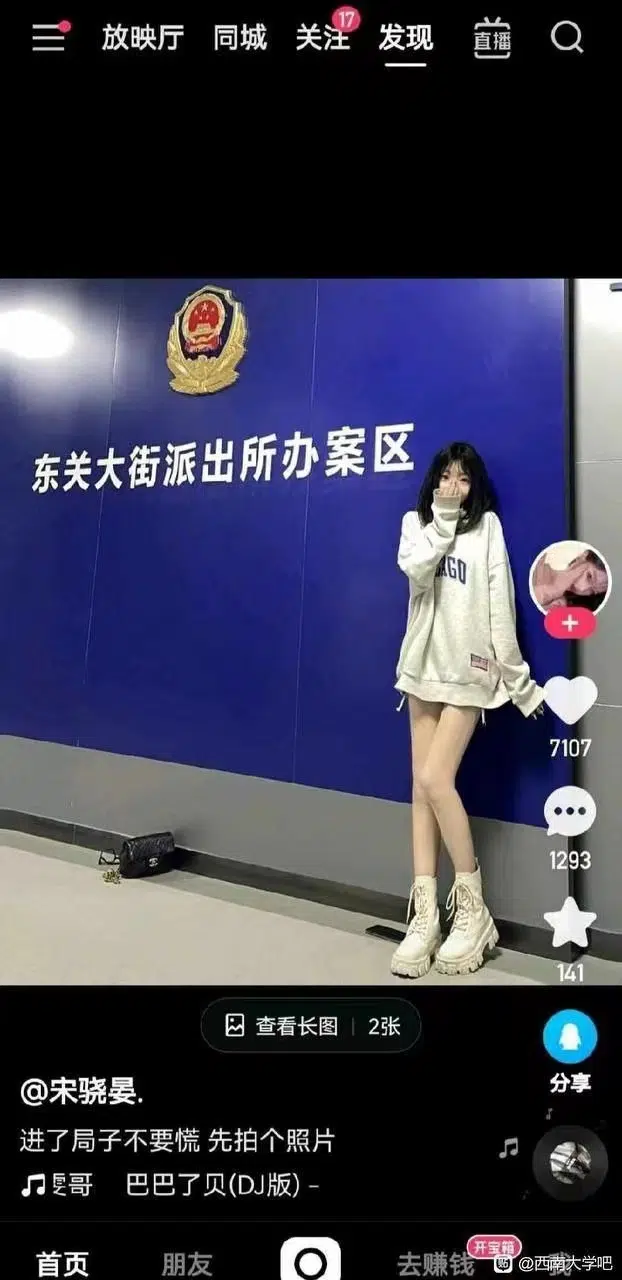 放映厅 同城 关注 17 发现 直播
东关大街派出所办案区
7107
1293
141
查看长图 | 2张
分享
@宋骁晏.
进了局子不要慌 先拍个照片
哥 巴巴了贝(DJ版) -
首页 朋友 去赚钱 开宝箱
@西南大学吧